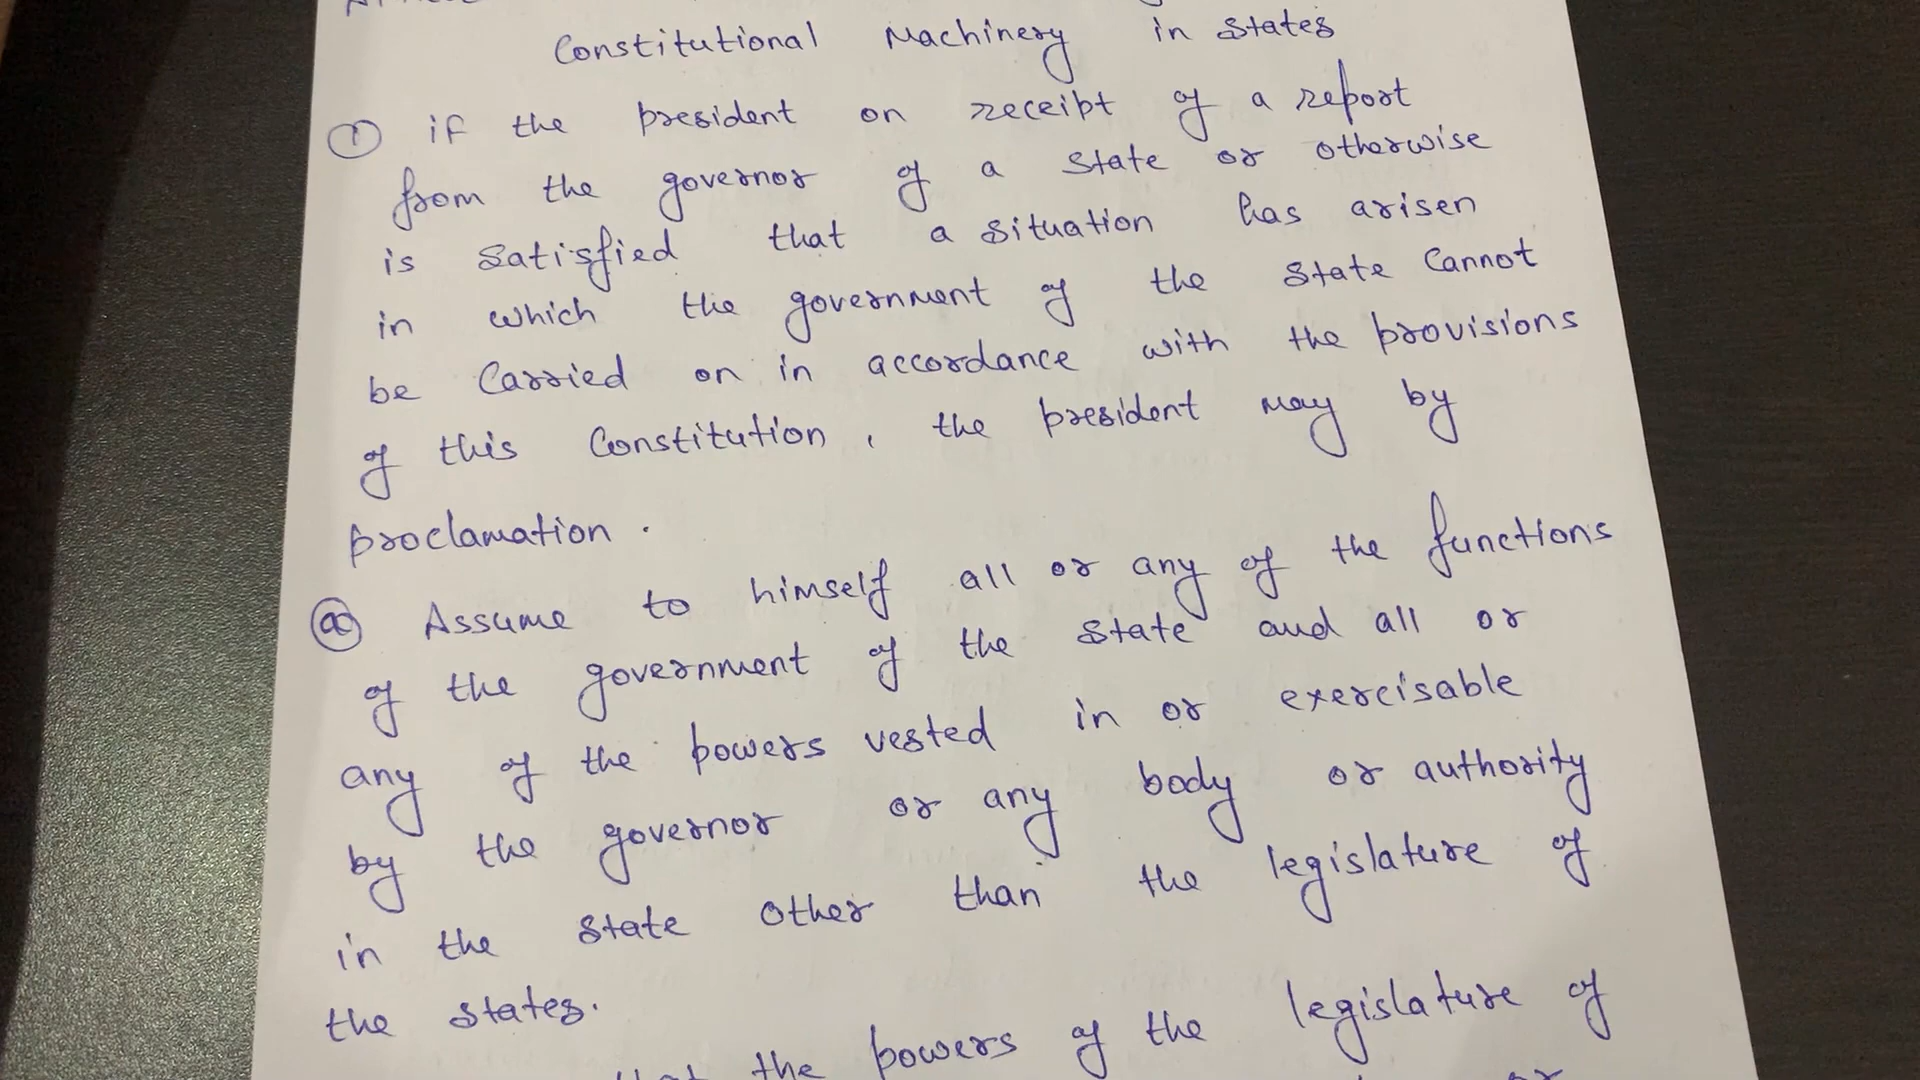 Constitutional Machinery in states
① if the president on receipt of a report
from the governor of a state or otherwise
is satisfied that a situation has arisen
in which the government of the state cannot
be carried on in accordance with the provisions
of this constitution, the president may by
proclamation.
ⓐ Assume to himself all or any of the functions
of the government of the state and all or
any of the powers vested in or exercisable
by the governor or any body or authority
in the state other than the legislature of
the states.
the powers of the legislature of